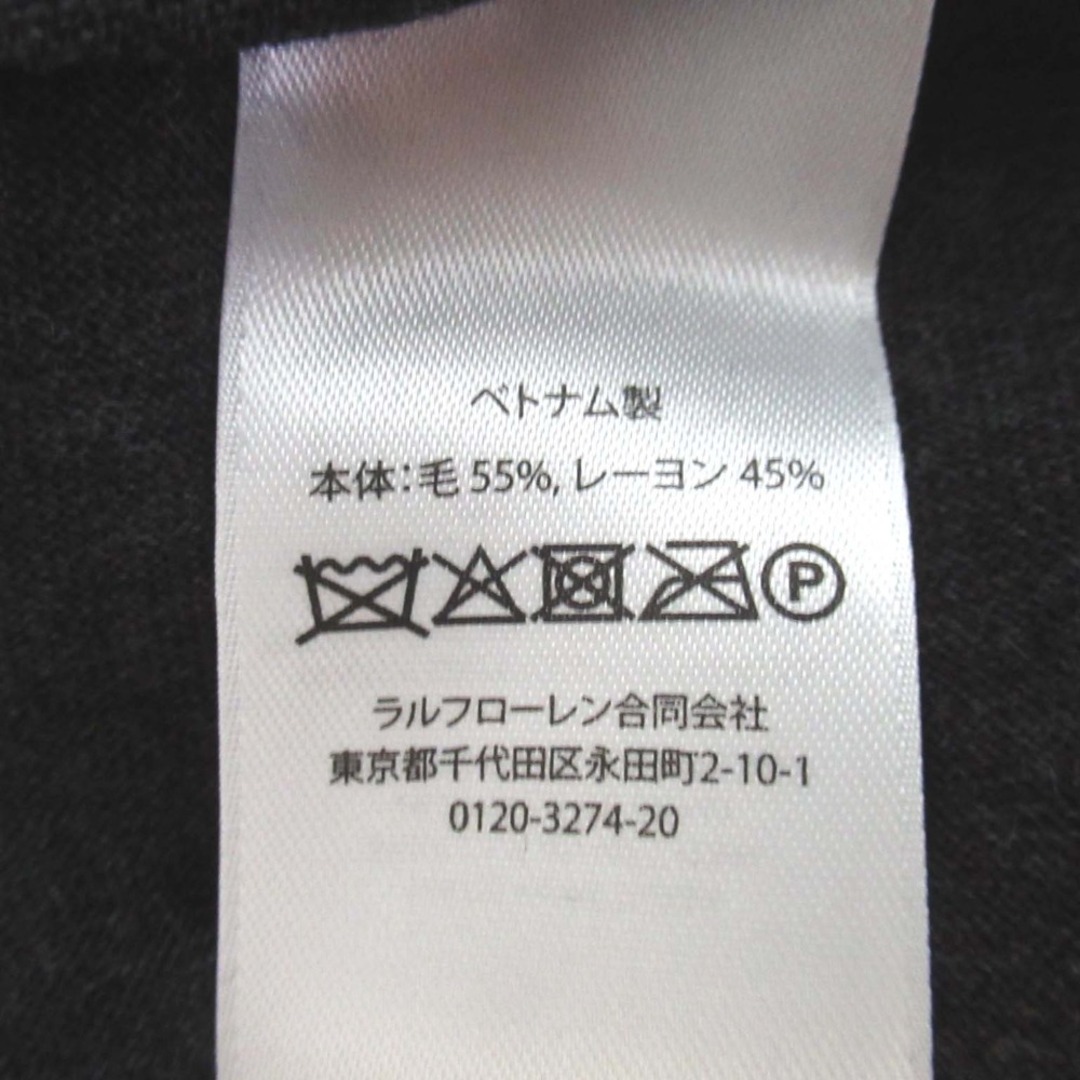 ベトナム製
本体：毛 55%, レーヨン 45%
P
ラルフローレン合同会社
東京都千代田区永田町2-10-1
0120-3274-20